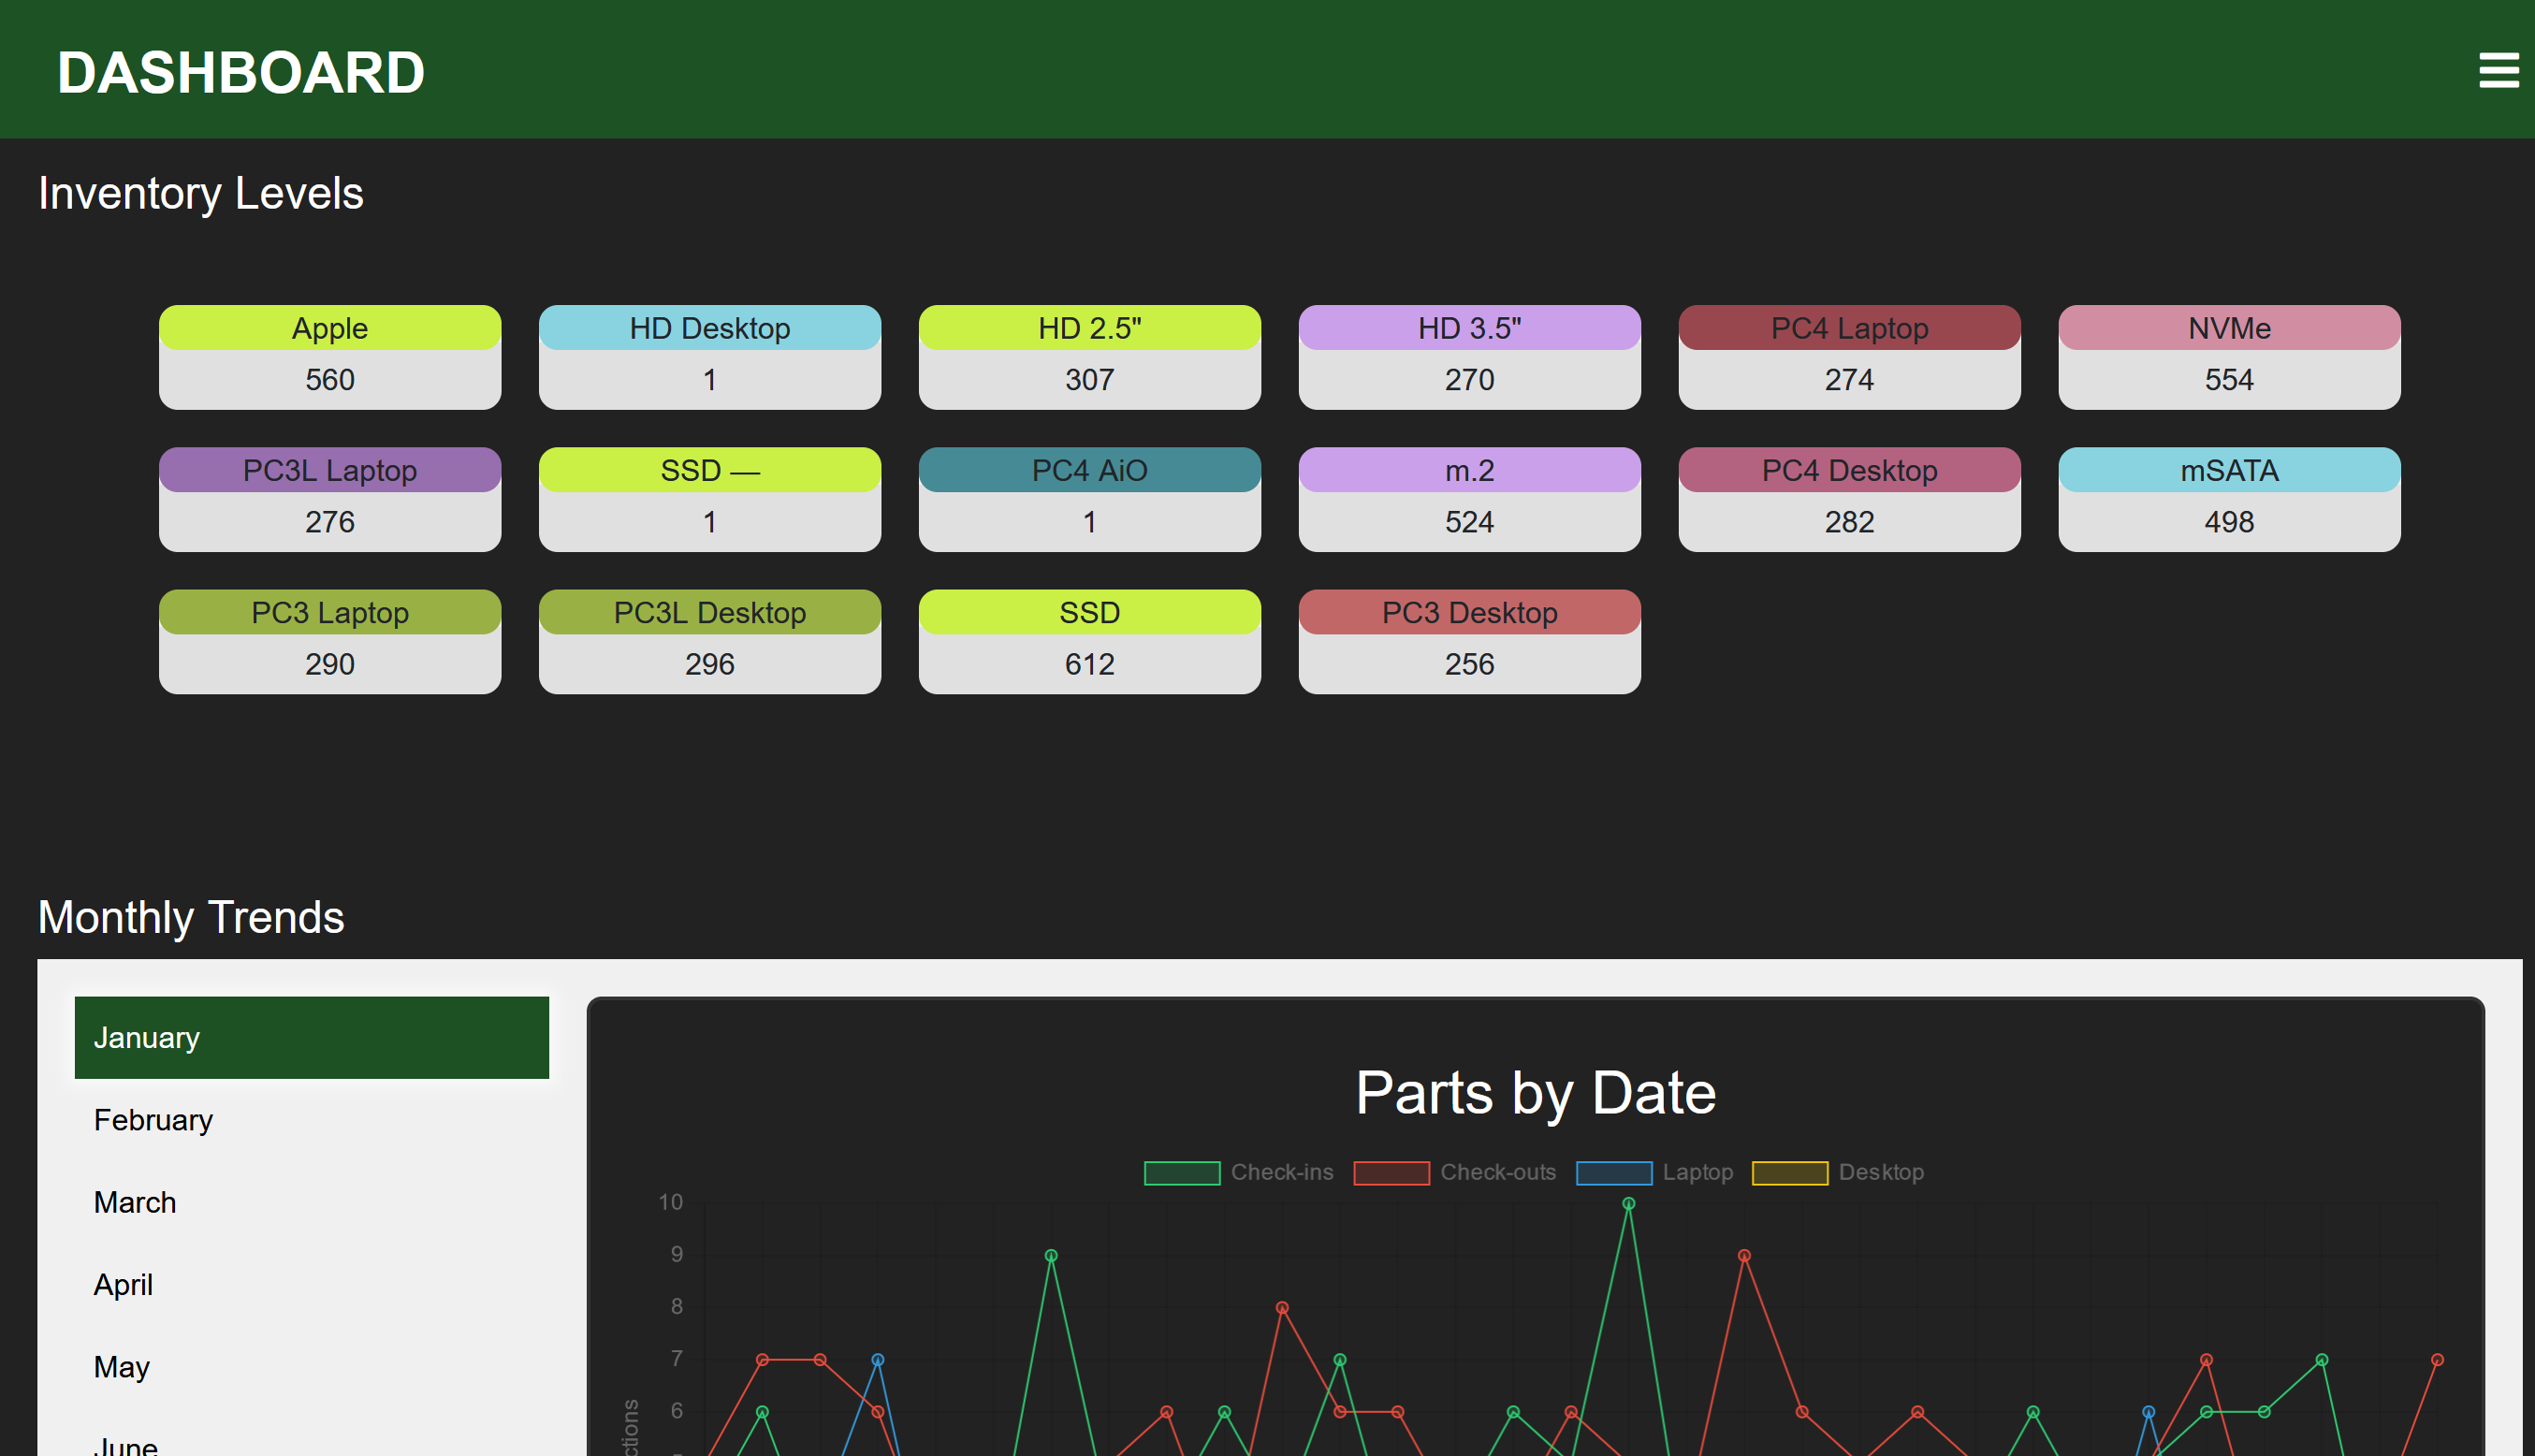 DASHBOARD
Inventory Levels
Apple HD Desktop HD 2.5" HD 3.5" PC4 Laptop NVMe
560 1 307 270 274 554
PC3L Laptop SSD — PC4 AiO m.2 PC4 Desktop mSATA
276 1 1 524 282 498
PC3 Laptop PC3L Desktop SSD PC3 Desktop
290 296 612 256
Monthly Trends
January
February
March
April
May
June
Parts by Date
Check-ins Check-outs Laptop Desktop
10
9
8
7
6